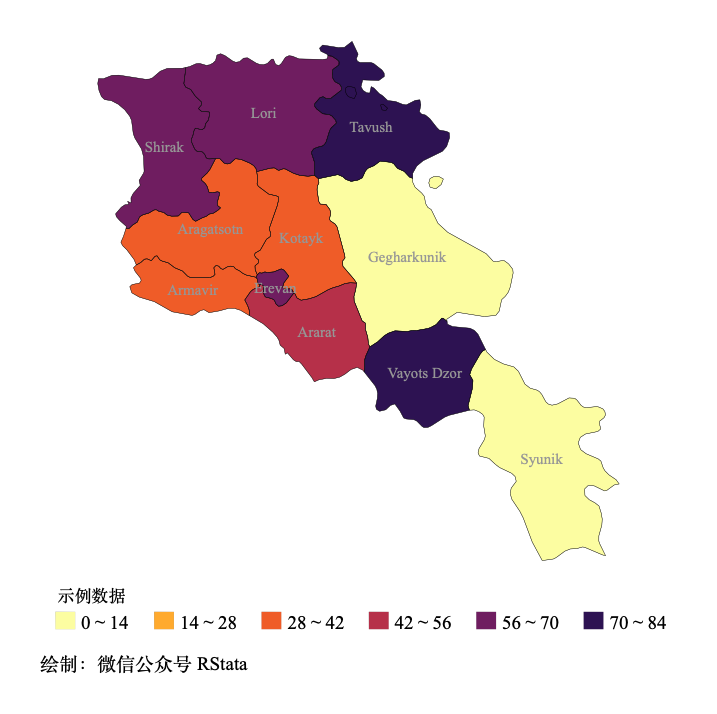 Lori
Tavush
Shirak
Aragatsotn
Kotayk
Gegharkunik
Armavir
Erevan
Ararat
Vayots Dzor
Syunik
示例数据
0 ~ 14 14 ~ 28 28 ~ 42 42 ~ 56 56 ~ 70 70 ~ 84
绘制：微信公众号 RStata